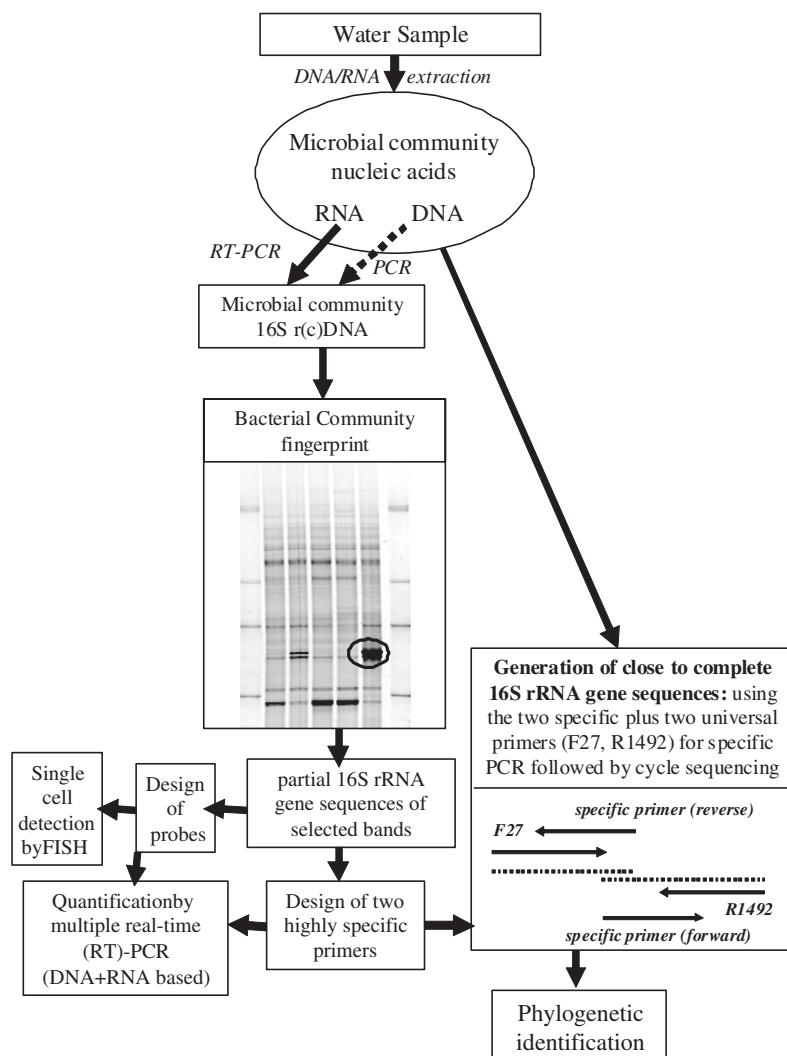 Water Sample
DNA/RNA extraction
Microbial community
nucleic acids
RNA DNA
RT-PCR
PCR
Microbial community
16S r(c)DNA
Bacterial Community
fingerprint
Generation of close to complete
16S rRNA gene sequences: using
the two specific plus two universal
primers (F27, R1492) for specific
PCR followed by cycle sequencing
specific primer (reverse)
F27
R1492
specific primer (forward)
Single
cell
detection
byFISH
Design
of
probes
partial 16S rRNA
gene sequences of
selected bands
Quantificationby
multiple real-time
(RT)-PCR
(DNA+RNA based)
Design of two
highly specific
primers
Phylogenetic
identification